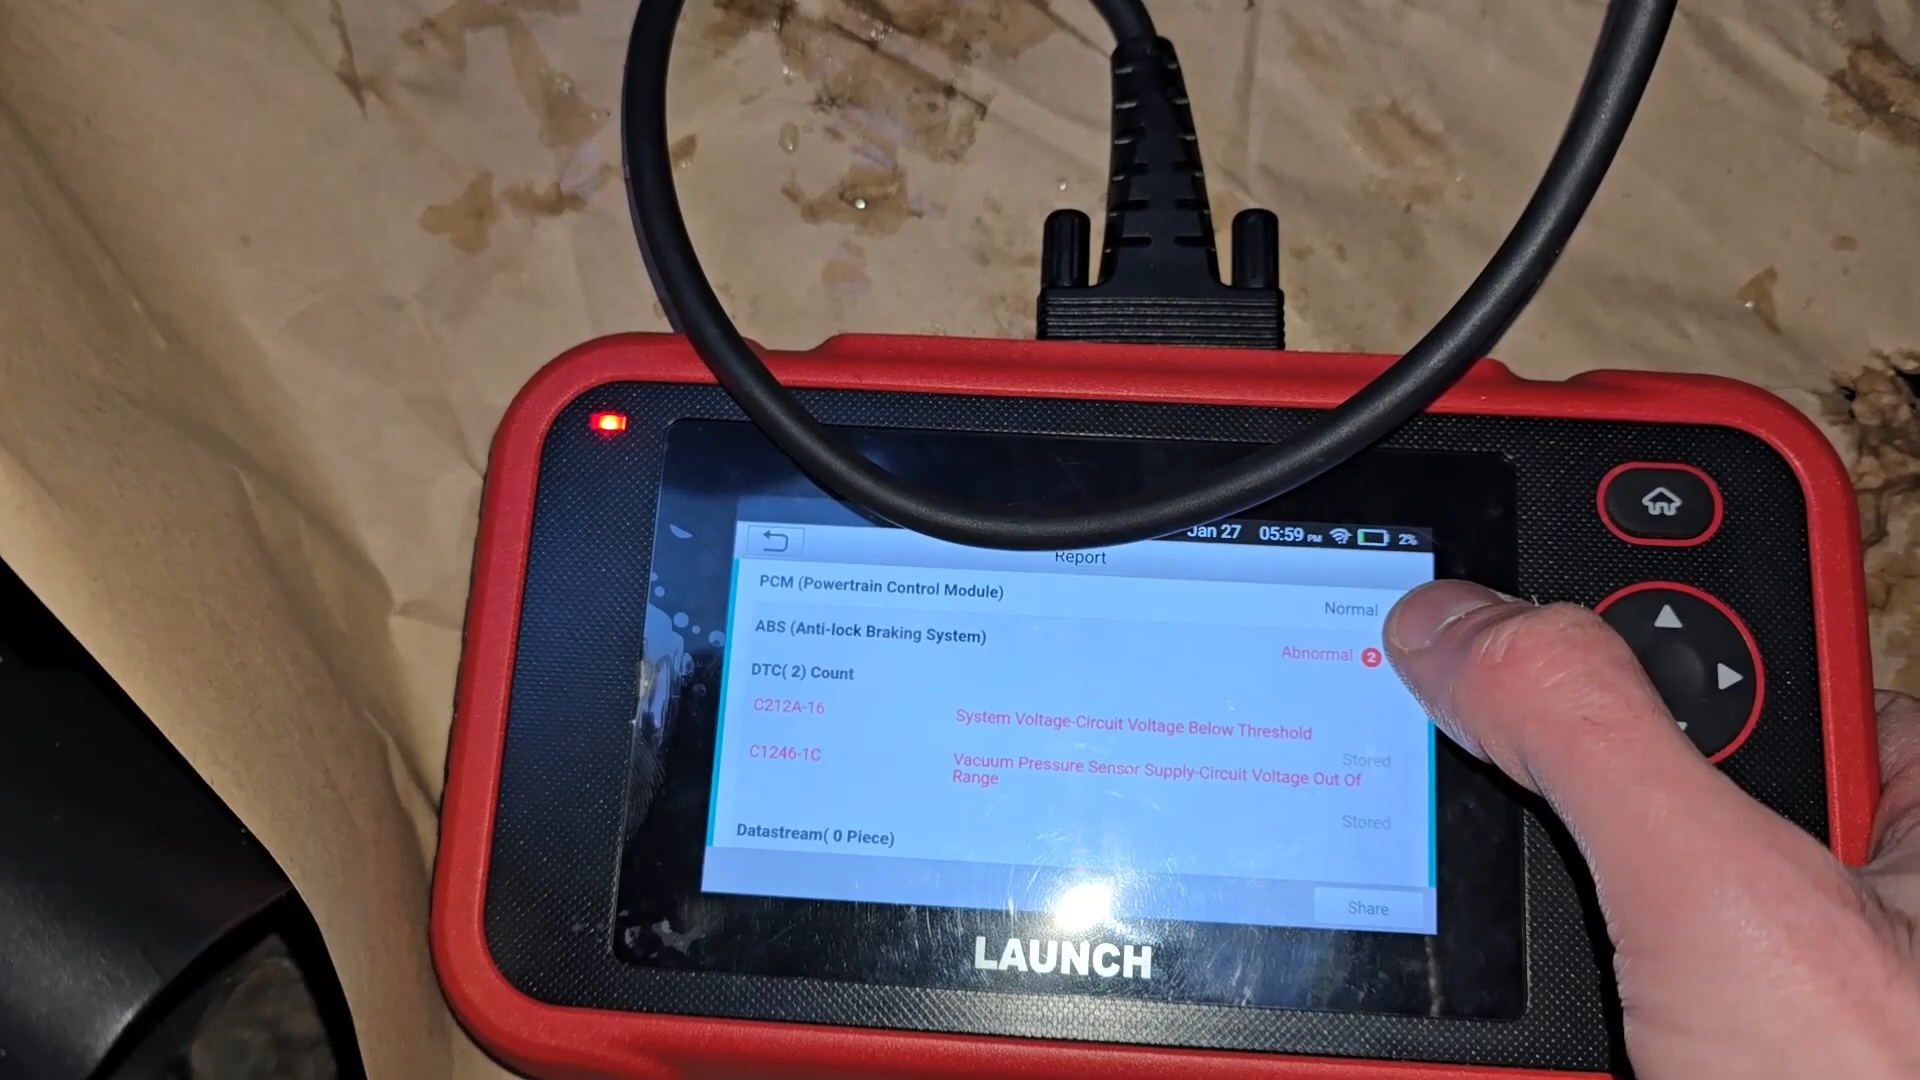 Jan 27 05:59 PM 2%
Report
PCM (Powertrain Control Module) Normal
ABS (Anti-lock Braking System) Abnormal 2
DTC( 2) Count
C212A-16 System Voltage-Circuit Voltage Below Threshold
Stored
C1246-1C Vacuum Pressure Sensor Supply-Circuit Voltage Out Of
Range
Stored
Datastream( 0 Piece)
Share
LAUNCH